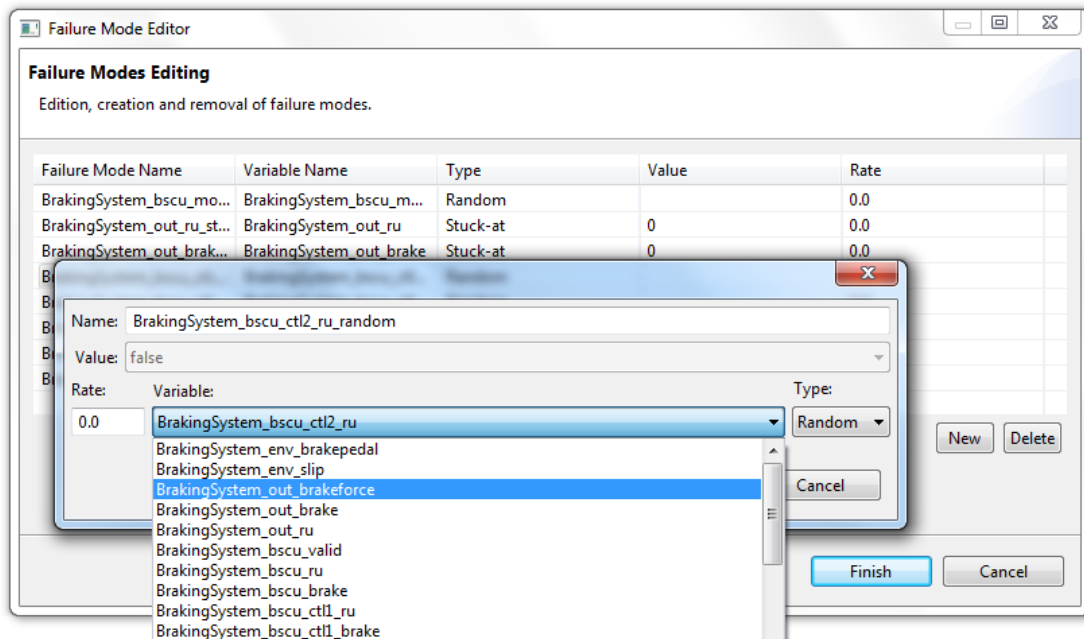 Failure Mode Editor
Failure Modes Editing
Edition, creation and removal of failure modes.
Failure Mode Name Variable Name Type Value Rate
BrakingSystem_bscu_mo... BrakingSystem_bscu_m... Random 0.0
BrakingSystem_out_ru_st... BrakingSystem_out_ru Stuck-at 0 0.0
BrakingSystem_out_brak... BrakingSystem_out_brake Stuck-at 0 0.0
Name: BrakingSystem_bscu_ctl2_ru_random
Value: false
Rate: Variable: Type:
0.0 BrakingSystem_bscu_ctl2_ru Random
BrakingSystem_env_brakepedal
BrakingSystem_env_slip
BrakingSystem_out_brakeforce
BrakingSystem_out_brake
BrakingSystem_out_ru
BrakingSystem_bscu_valid
BrakingSystem_bscu_ru
BrakingSystem_bscu_brake
BrakingSystem_bscu_ctl1_ru
BrakingSystem_bscu_ctl1_brake
Cancel
New Delete
Finish Cancel